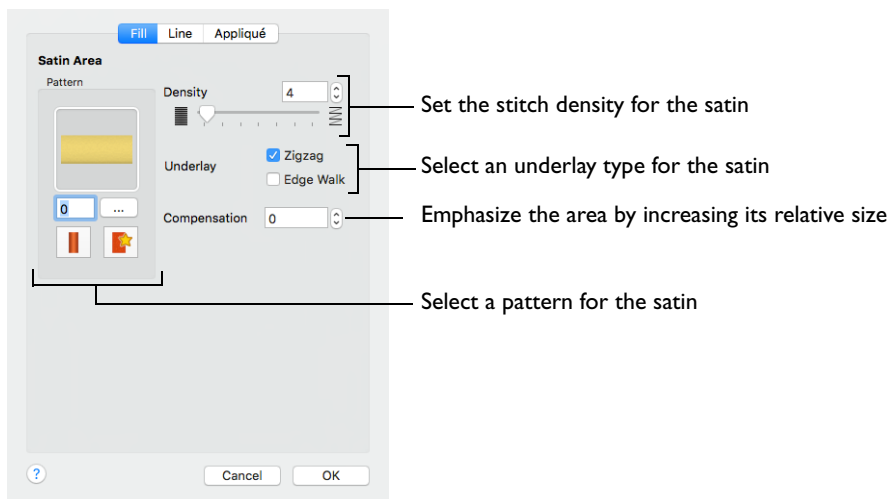 Fill Line Appliqué
Satin Area
Pattern
Density 4
Set the stitch density for the satin
Underlay
Zigzag
Edge Walk
Select an underlay type for the satin
0 ...
Compensation 0
Emphasize the area by increasing its relative size
Select a pattern for the satin
? Cancel OK